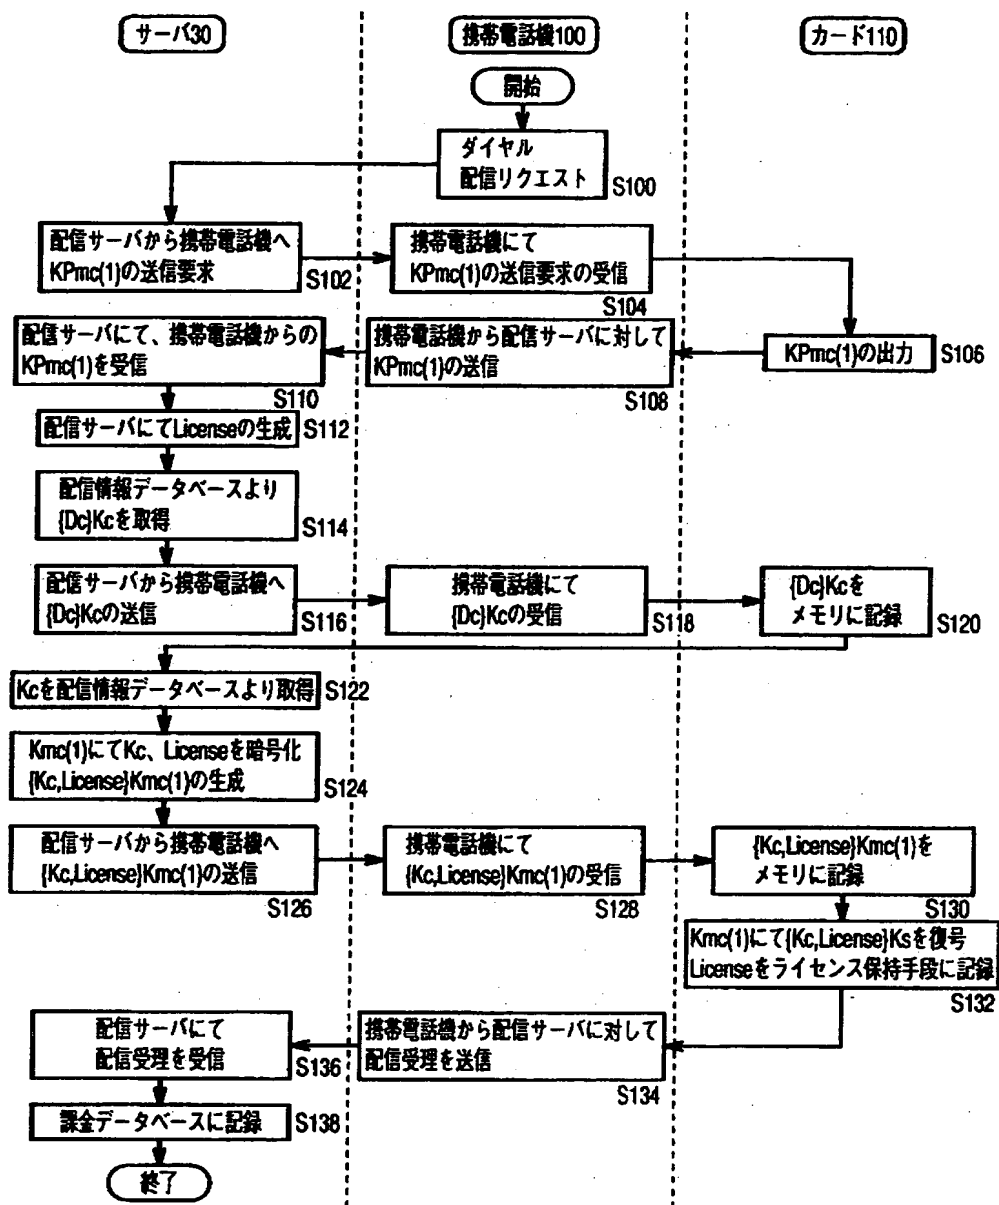 サーバ30
携帯電話機100
カード110
開始
ダイヤル
配信リクエスト
S100
配信サーバから携帯電話機へ
KPmc(1)の送信要求
S102
携帯電話機にて
KPmc(1)の送信要求の受信
S104
KPmc(1)の出力
S106
携帯電話機から配信サーバに対して
KPmc(1)の送信
S108
配信サーバにて、携帯電話機からの
KPmc(1)を受信
S110
配信サーバにてLicenseの生成
S112
配信情報データベースより
{Dc}Kcを取得
S114
配信サーバから携帯電話機へ
{Dc}Kcの送信
S116
携帯電話機にて
{Dc}Kcの受信
S118
{Dc}Kcを
メモリに記録
S120
Kcを配信情報データベースより取得
S122
Kmc(1)にてKc、Licenseを暗号化
{Kc,License}Kmc(1)の生成
S124
配信サーバから携帯電話機へ
{Kc,License}Kmc(1)の送信
S126
携帯電話機にて
{Kc,License}Kmc(1)の受信
S128
{Kc,License}Kmc(1)を
メモリに記録
S130
Kmc(1)にて{Kc,License}Ksを復号
Licenseをライセンス保持手段に記録
S132
携帯電話機から配信サーバに対して
配信受理を送信
S134
配信サーバにて
配信受理を受信
S136
課金データベースに記録
S138
終了